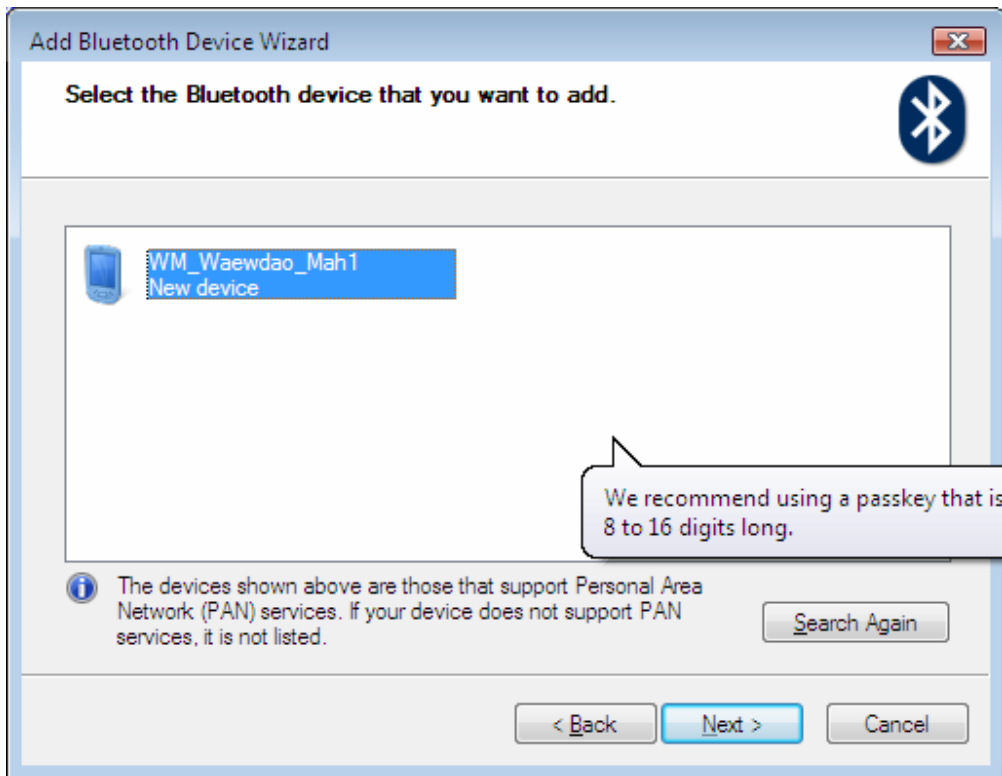 Add Bluetooth Device Wizard
Select the Bluetooth device that you want to add.
WM_Waewdao_Mah1
New device
We recommend using a passkey that is
8 to 16 digits long.
The devices shown above are those that support Personal Area
Network (PAN) services. If your device does not support PAN
services, it is not listed.
Search Again
< Back
Next >
Cancel